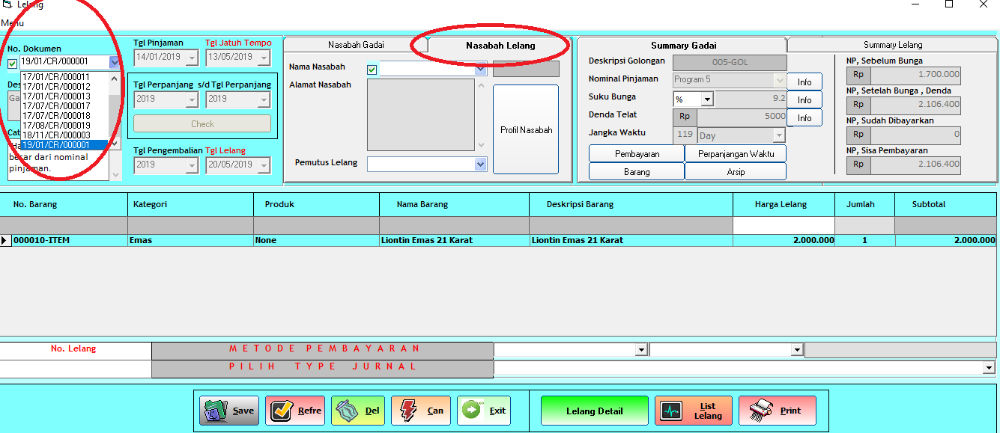 Lelang
Menu
No. Dokumen
19/01/CR/000001
17/01/CR/000011
17/01/CR/000012
17/01/CR/000013
17/07/CR/000017
17/07/CR/000018
17/08/CR/000019
18/11/CR/000003
19/01/CR/000001
Des
Ga
Cat
besar dari nominal
pinjaman.
Tgl Pinjaman Tgl Jatuh Tempo
14/01/2019 13/05/2019
Tgl Perpanjang s/d Tgl Perpanjang
2019 2019
Check
Tgl Pengembalian Tgl Lelang
2019 20/05/2019
Nasabah Gadai Nasabah Lelang
Nama Nasabah
Alamat Nasabah
Profil Nasabah
Pemutus Lelang
Summary Gadai Summary Lelang
Deskripsi Golongan 005-GOL
Nominal Pinjaman Program 5 Info
Suku Bunga % 9.2 Info
Denda Telat Rp 5000 Info
Jangka Waktu 119 Day
Pembayaran Perpanjangan Waktu
Barang Arsip
NP, Sebelum Bunga
Rp 1.700.000
NP, Setelah Bunga , Denda
Rp 2.106.400
NP, Sudah Dibayarkan
Rp 0
NP, Sisa Pembayaran
Rp 2.106.400
No. Barang Kategori Produk Nama Barang Deskripsi Barang Harga Lelang Jumlah Subtotal
000010-ITEM Emas None Liontin Emas 21 Karat Liontin Emas 21 Karat 2.000.000 1 2.000.000
No. Lelang METODE PEMBAYARAN
PILIH TYPE JURNAL
Save Refre Del Can Exit Lelang Detail List Lelang Print